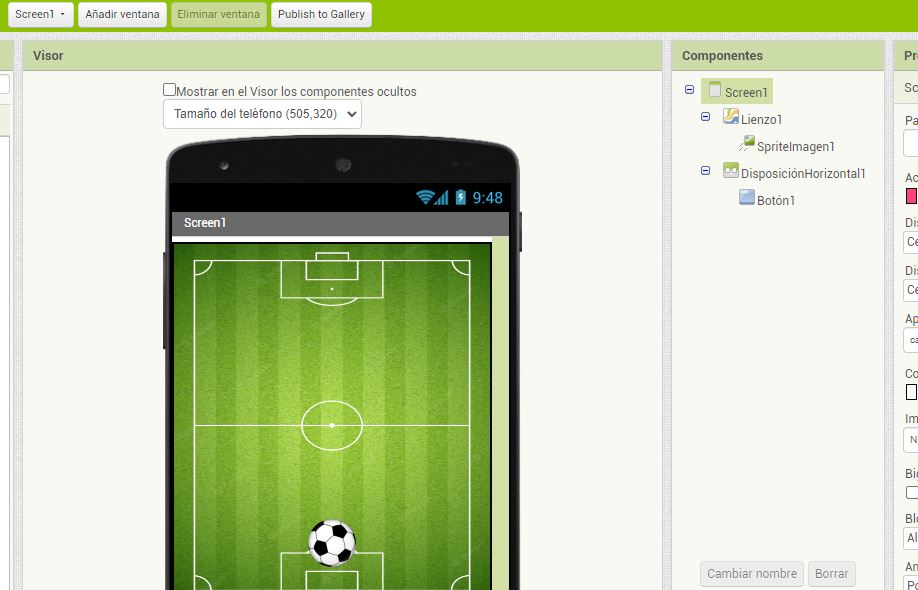 Screen1
Añadir ventana
Eliminar ventana
Publish to Gallery
Visor
Mostrar en el Visor los componentes ocultos
Tamaño del teléfono (505,320)
9:48
Screen1
Componentes
Screen1
Lienzo1
SpriteImagen1
DisposiciónHorizontal1
Botón1
Cambiar nombre
Borrar
Pr
Sc
Pa
Ac
Dis
Ce
Dis
Ce
Ap
ca
Co
Im
N
Big
Blo
Al
An
Po